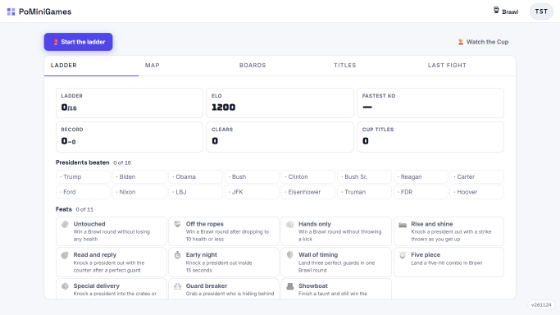 PoMiniGames
Brawl
TST
Start the ladder
Watch the Cup
LADDER
MAP
BOARDS
TITLES
LAST FIGHT
LADDER
0/16
ELO
1200
FASTEST KO
—
RECORD
0–0
CLEARS
0
CUP TITLES
0
Presidents beaten 0 of 16
· Trump
· Biden
· Obama
· Bush
· Clinton
· Bush Sr.
· Reagan
· Carter
· Ford
· Nixon
· LBJ
· JFK
· Eisenhower
· Truman
· FDR
· Hoover
Feats 0 of 11
Untouched
Win a Brawl round without losing
any health
Off the ropes
Win a Brawl round after dropping to
10 health or less
Hands only
Win a Brawl round without throwing
a kick
Rise and shine
Knock a president out with a strike
thrown as you get up
Read and reply
Knock a president out with the
counter after a perfect guard
Early night
Knock a president out inside
15 seconds
Wall of timing
Land three perfect guards in one
Brawl round
Five piece
Land a five-hit combo in Brawl
Special delivery
Knock a president into the crates or
Guard breaker
Grab a president who is hiding behind
Showboat
Finish a taunt and still win the
v261124